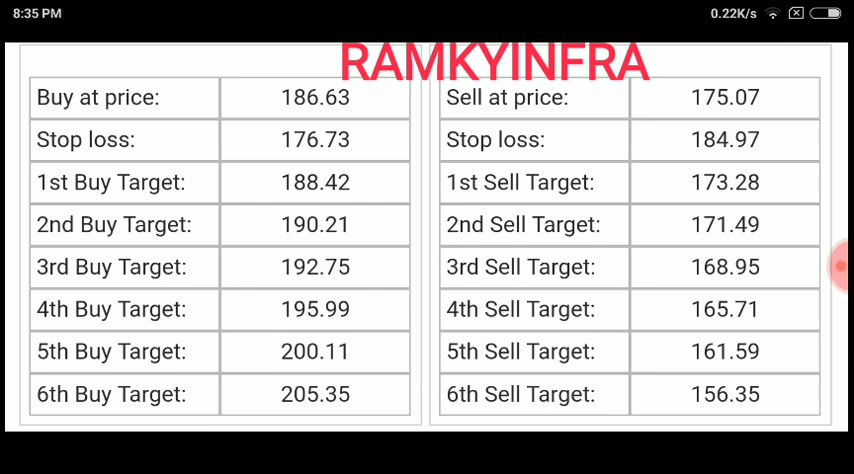 8:35 PM 0.22K/s
RAMKYINFRA
Buy at price: 186.63 Sell at price: 175.07
Stop loss: 176.73 Stop loss: 184.97
1st Buy Target: 188.42 1st Sell Target: 173.28
2nd Buy Target: 190.21 2nd Sell Target: 171.49
3rd Buy Target: 192.75 3rd Sell Target: 168.95
4th Buy Target: 195.99 4th Sell Target: 165.71
5th Buy Target: 200.11 5th Sell Target: 161.59
6th Buy Target: 205.35 6th Sell Target: 156.35